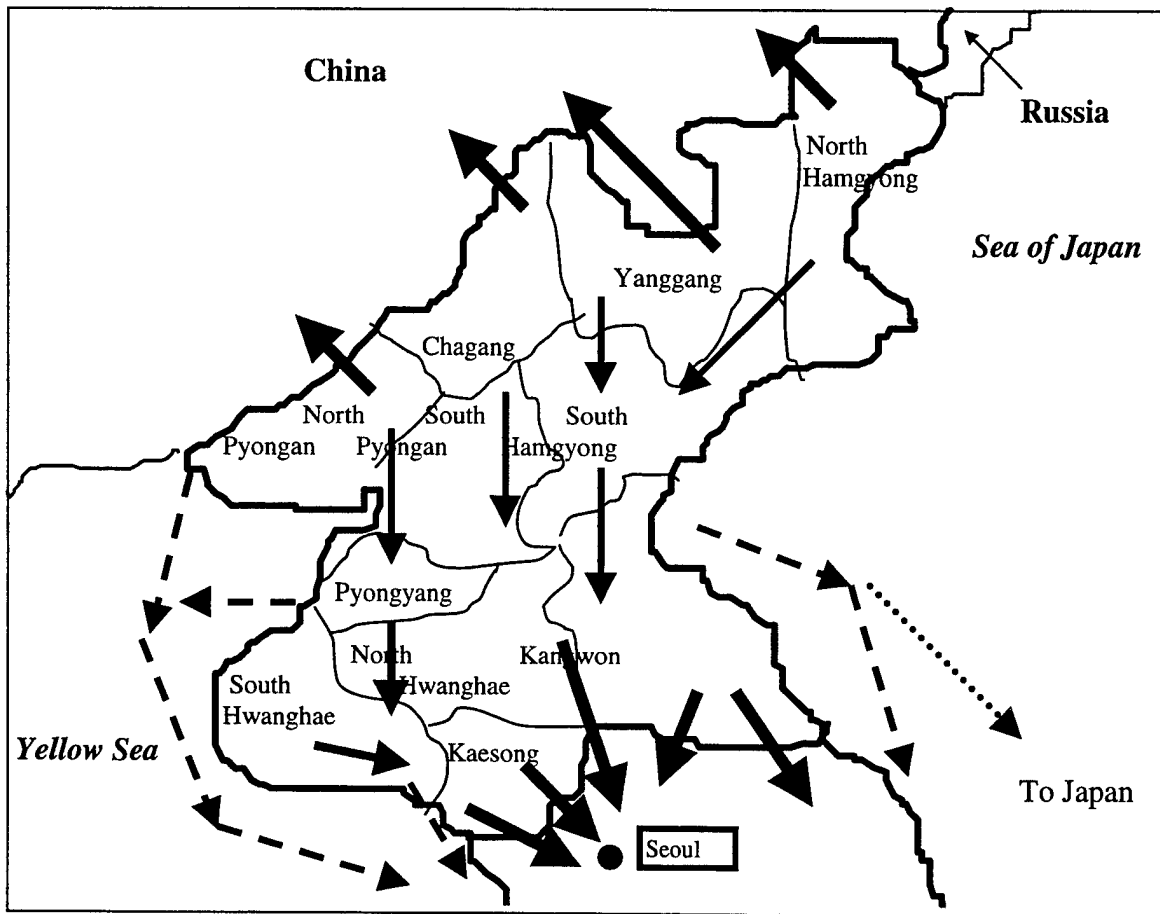 China
Russia
North
Hamgyong
Sea of Japan
Yanggang
Chagang
North
Pyongan
South
Pyongan
South
Hamgyong
Pyongyang
North
Hwanghae
Kangwon
South
Hwanghae
Yellow Sea
Kaesong
To Japan
Seoul